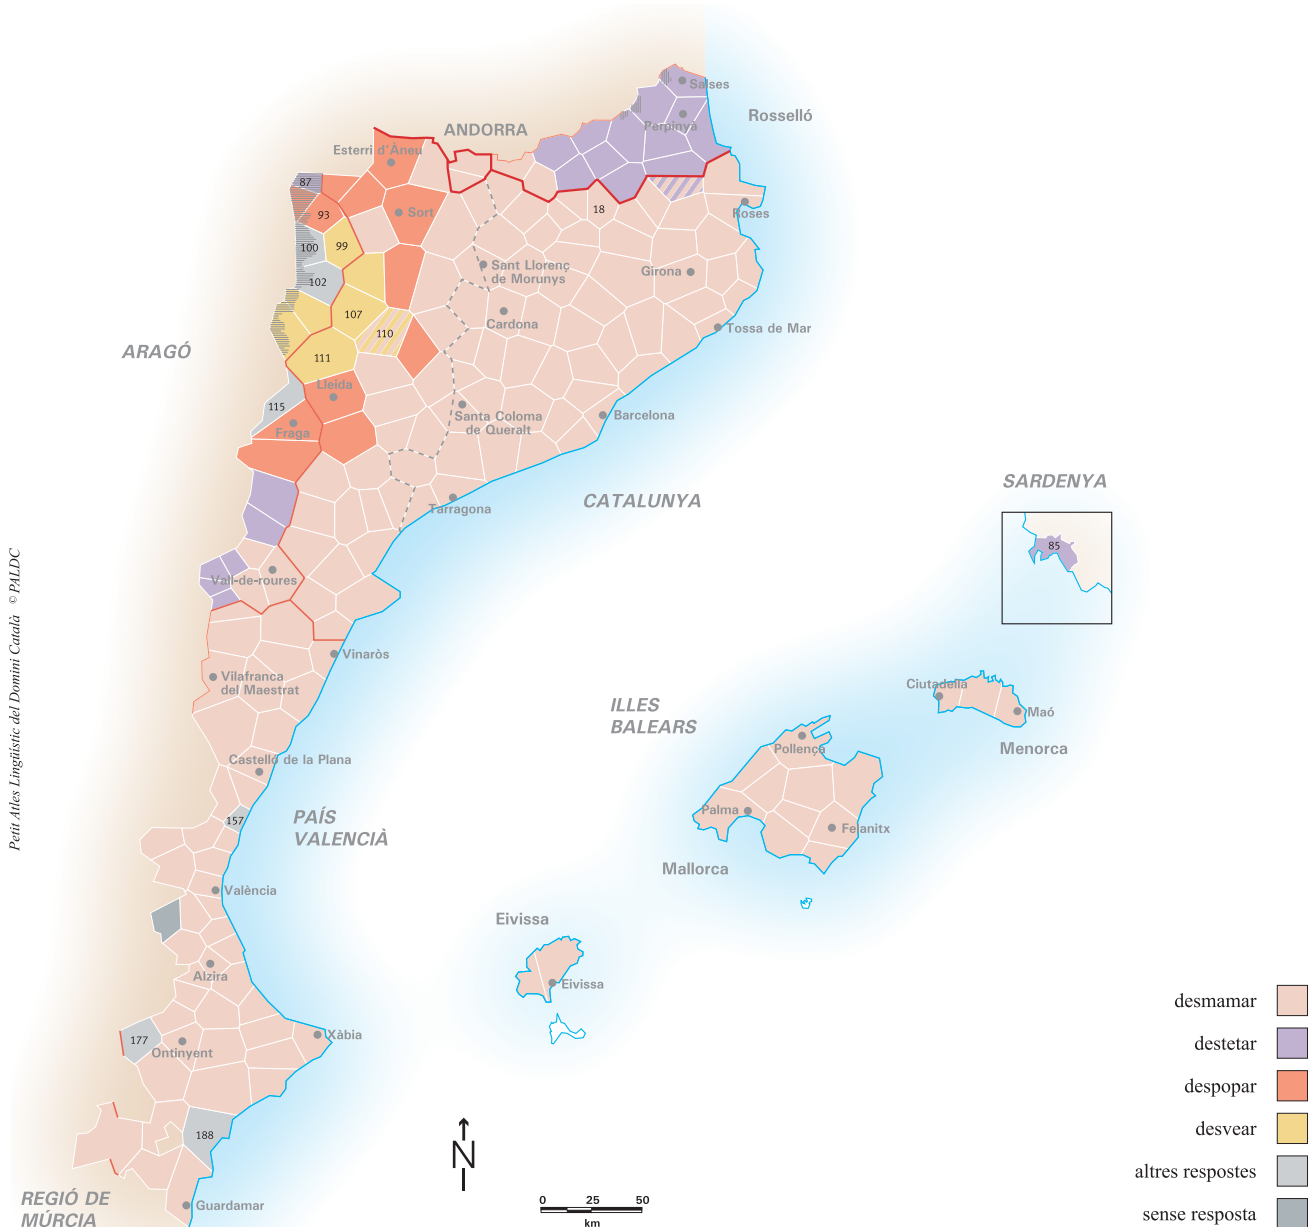 Salses
Rosselló
Perpinyà
ANDORRA
Esterri d'Àneu
87
93
Sort
18
Roses
100
99
Sant Llorenç
de Morunys
Girona
102
107
Cardona
110
Tossa de Mar
ARAGÓ
111
Lleida
115
Fraga
Santa Coloma
de Queralt
Barcelona
SARDENYA
CATALUNYA
Tarragona
85
Vall-de-roures
Petit Atles Lingüístic del Domini Català © PALDC
Vinaròs
Vilafranca
del Maestrat
ILLES
BALEARS
Ciutadella
Maó
Menorca
Pollença
Castelló de la Plana
157
PAÍS
VALENCIÀ
Palma
Felanitx
Mallorca
València
Eivissa
Alzira
Eivissa
177
Ontinyent
Xàbia
188
REGIÓ DE
MÚRCIA
Guardamar
N
0 25 50
km
desmamar
destetar
despopar
desvear
altres respostes
sense resposta